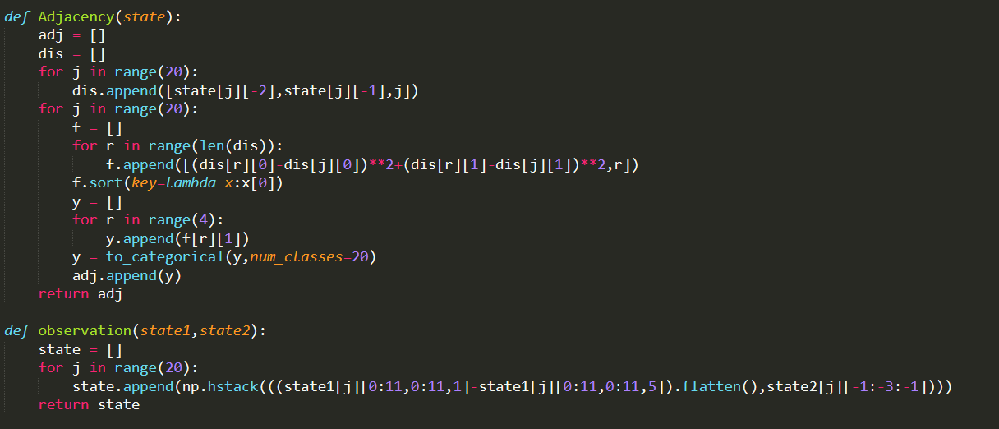 def Adjacency(state):
    adj = []
    dis = []
    for j in range(20):
        dis.append([state[j][-2],state[j][-1],j])
    for j in range(20):
        f = []
        for r in range(len(dis)):
            f.append([(dis[r][0]-dis[j][0])**2+(dis[r][1]-dis[j][1])**2,r])
        f.sort(key=lambda x:x[0])
        y = []
        for r in range(4):
            y.append(f[r][1])
        y = to_categorical(y,num_classes=20)
        adj.append(y)
    return adj

def observation(state1,state2):
    state = []
    for j in range(20):
        state.append(np.hstack(((state1[j][0:11,0:11,1]-state1[j][0:11,0:11,5]).flatten(),state2[j][-1:-3:-1])))
    return state